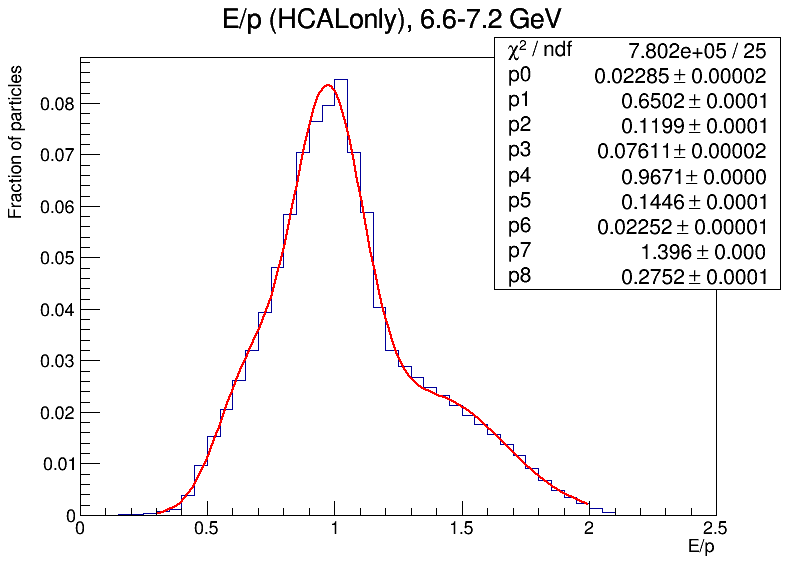 E/p (HCALonly), 6.6-7.2 GeV
χ² / ndf 7.802e+05 / 25
p0 0.02285 ± 0.00002
p1 0.6502 ± 0.0001
p2 0.1199 ± 0.0001
p3 0.07611 ± 0.00002
p4 0.9671 ± 0.0000
p5 0.1446 ± 0.0001
p6 0.02252 ± 0.00001
p7 1.396 ± 0.000
p8 0.2752 ± 0.0001
Fraction of particles
0.08
0.07
0.06
0.05
0.04
0.03
0.02
0.01
0
0 0.5 1 1.5 2 2.5
E/p